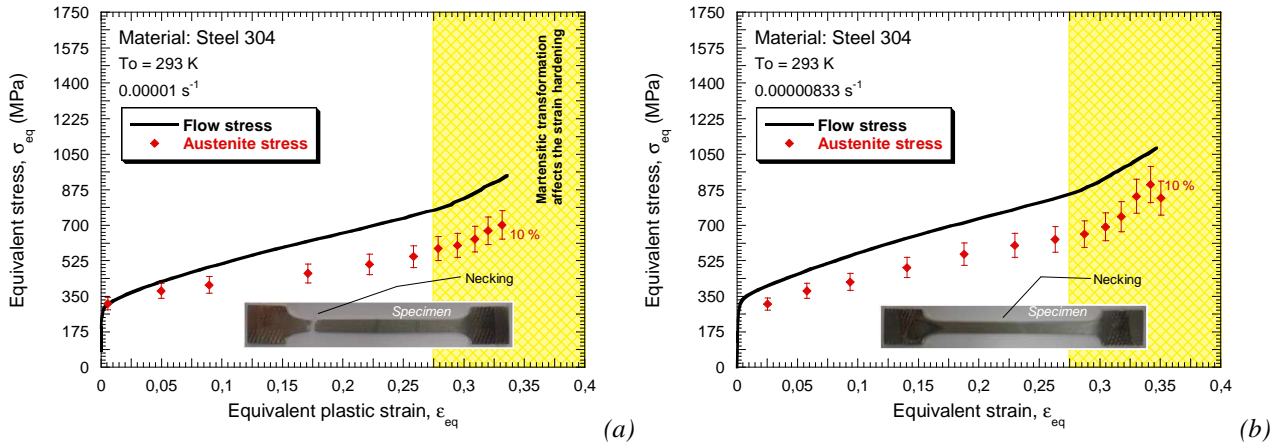 Equivalent stress, σeq (MPa)
1750
1575
1400
1225
1050
875
700
525
350
175
0
Material: Steel 304
To = 293 K
0.00001 s-1
Flow stress
Austenite stress
Martensitic transformation
affects the strain hardening
10 %
Necking
Specimen
0 0,05 0,1 0,15 0,2 0,25 0,3 0,35 0,4
Equivalent plastic strain, εeq
(a)
Equivalent stress, σeq (MPa)
1750
1575
1400
1225
1050
875
700
525
350
175
0
Material: Steel 304
To = 293 K
0.00000833 s-1
Flow stress
Austenite stress
10 %
Necking
Specimen
0 0,05 0,1 0,15 0,2 0,25 0,3 0,35 0,4
Equivalent strain, εeq
(b)